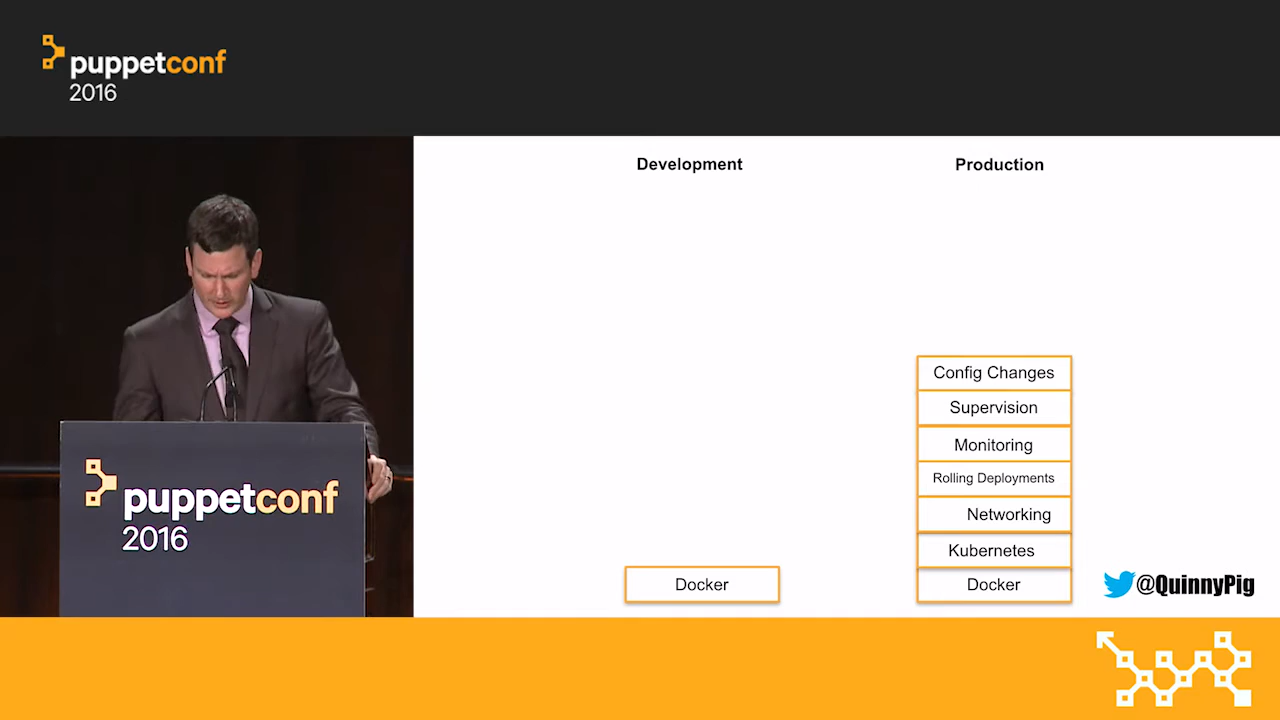 puppetconf
2016
Development
Production
Config Changes
Supervision
Monitoring
Rolling Deployments
Networking
Kubernetes
Docker
Docker
@QuinnyPig
puppetconf
2016